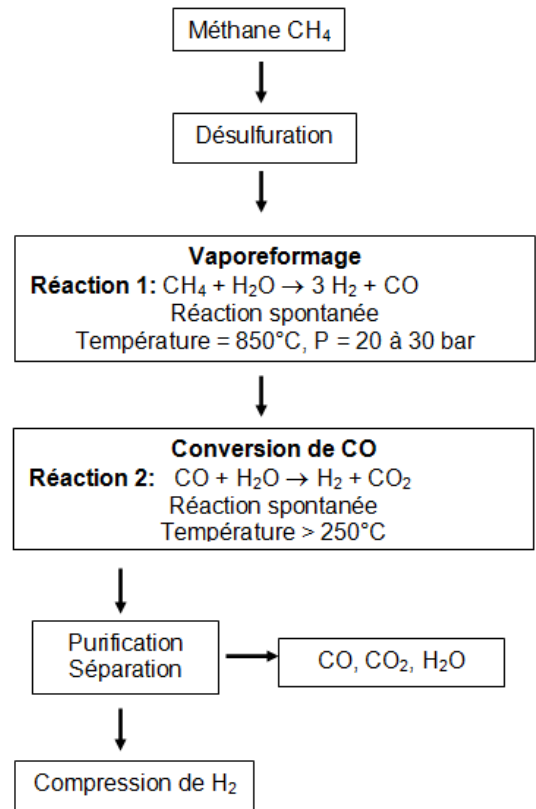 Méthane CH₄
Désulfuration
Vaporeformage
Réaction 1: CH₄ + H₂O → 3 H₂ + CO
Réaction spontanée
Température = 850°C, P = 20 à 30 bar
Conversion de CO
Réaction 2: CO + H₂O → H₂ + CO₂
Réaction spontanée
Température > 250°C
Purification
Séparation
CO, CO₂, H₂O
Compression de H₂